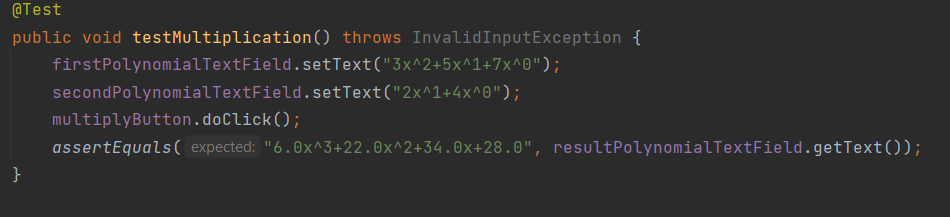 @Test
public void testMultiplication() throws InvalidInputException {
firstPolynomialTextField.setText("3x^2+5x^1+7x^0");
secondPolynomialTextField.setText("2x^1+4x^0");
multiplyButton.doClick();
assertEquals( expected: "6.0x^3+22.0x^2+34.0x+28.0", resultPolynomialTextField.getText());
}